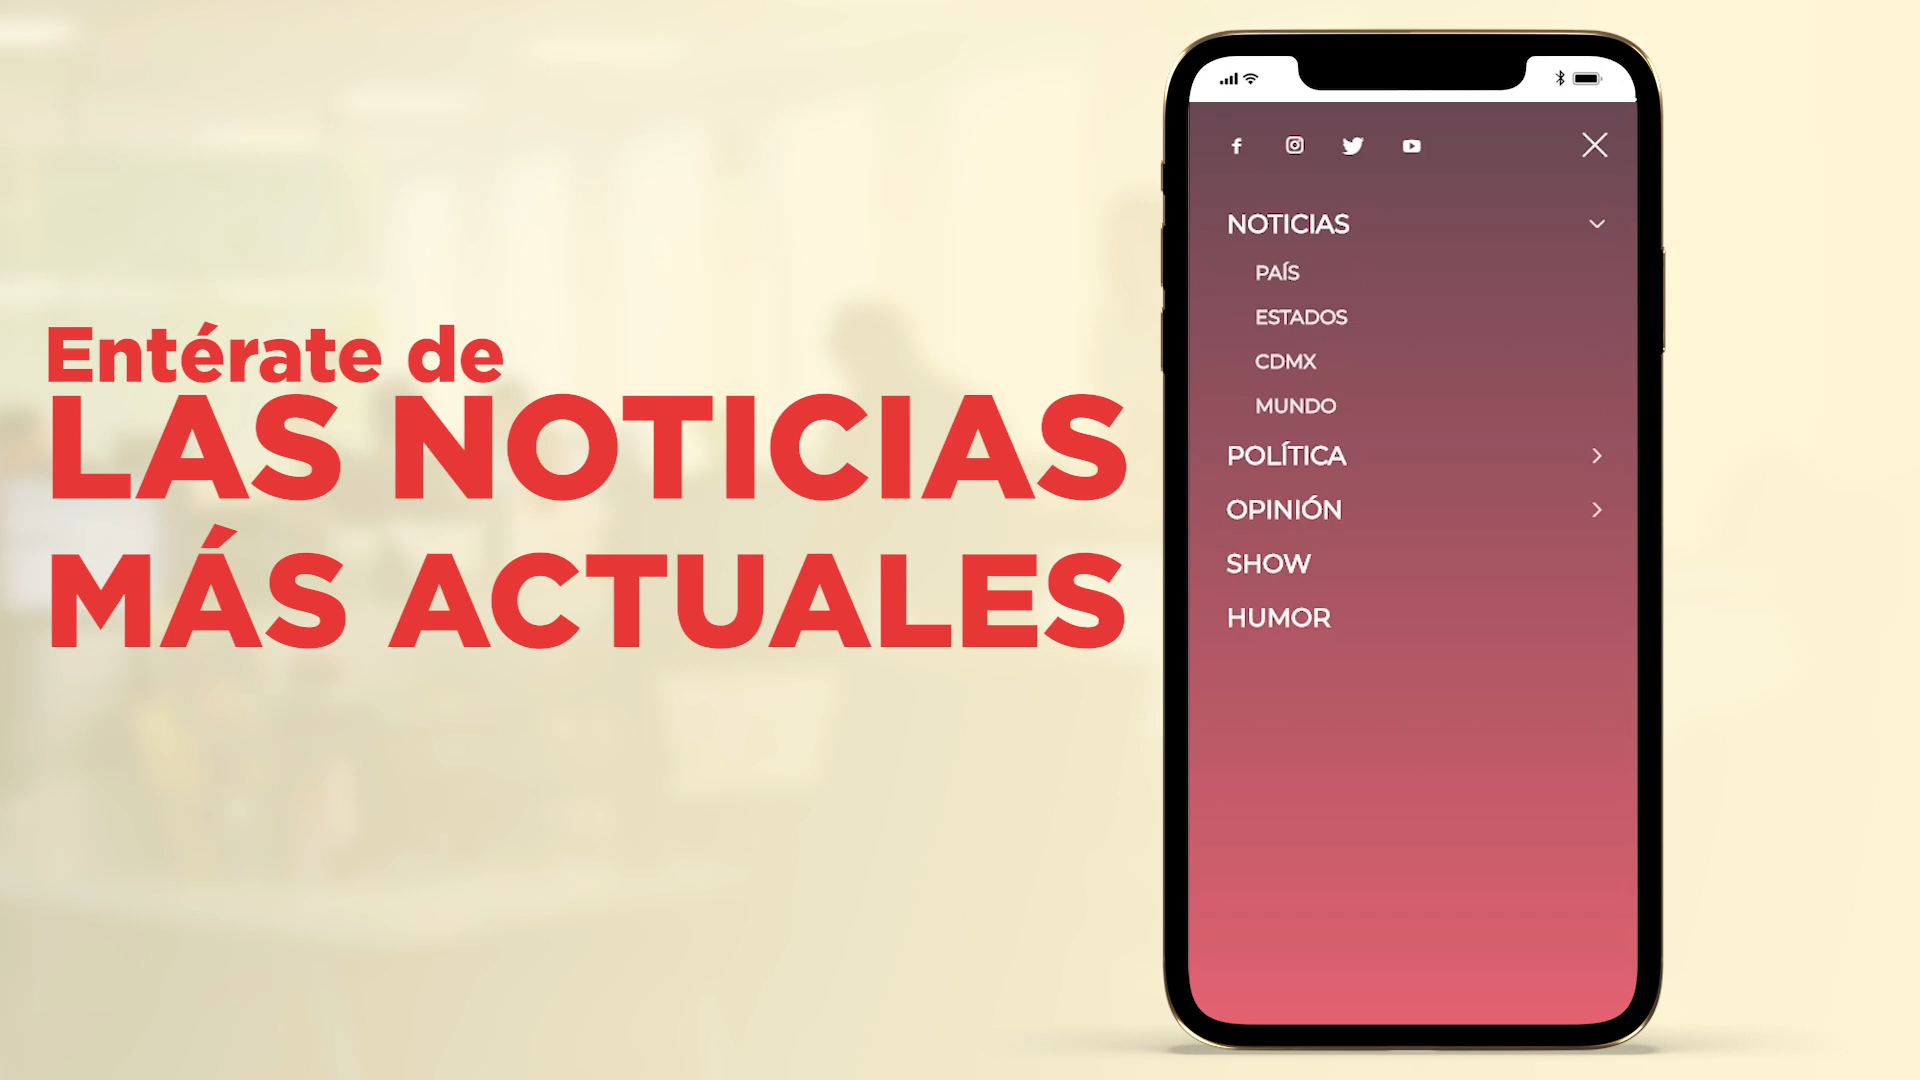 Entérate de
LAS NOTICIAS
MÁS ACTUALES
NOTICIAS
PAÍS
ESTADOS
CDMX
MUNDO
POLÍTICA
OPINIÓN
SHOW
HUMOR